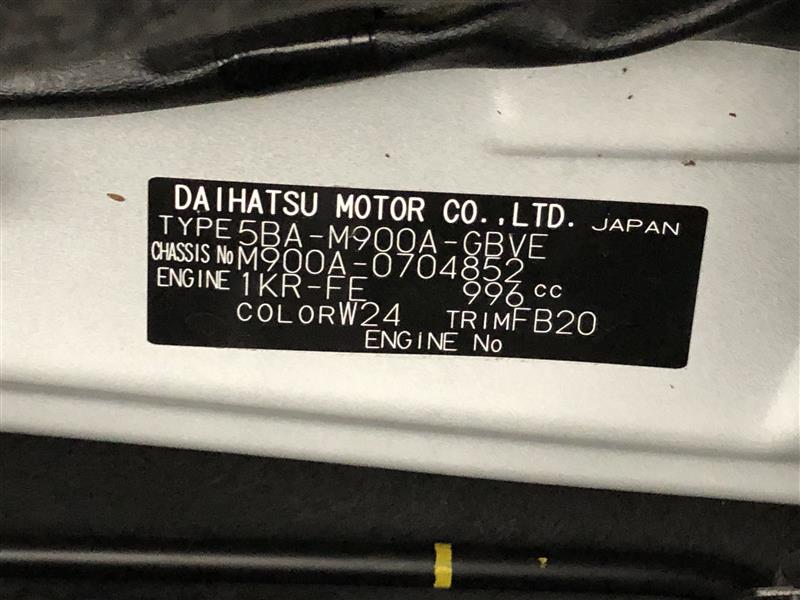 DAIHATSU MOTOR CO.,LTD. JAPAN
TYPE 5BA-M900A-GBVE
CHASSIS No M900A-0704852
ENGINE 1KR-FE 996 cc
COLOR W24 TRIM FB20
ENGINE No